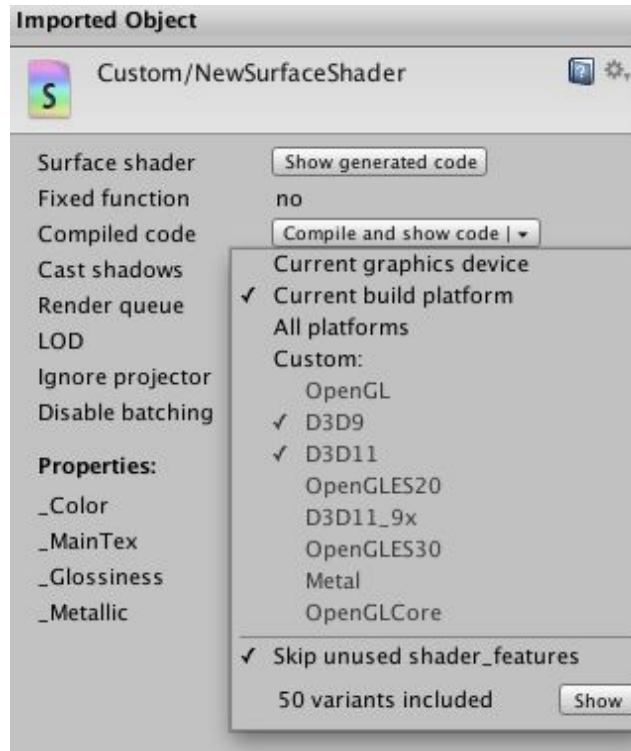 Imported Object
Custom/NewSurfaceShader
S
Surface shader Show generated code
Fixed function no
Compiled code Compile and show code |
Cast shadows Current graphics device
Render queue ✓ Current build platform
LOD All platforms
Ignore projector Custom:
OpenGL
Disable batching ✓ D3D9
✓ D3D11
Properties: OpenGLES20
_Color D3D11_9x
_MainTex OpenGLES30
_Glossiness Metal
_Metallic OpenGLCore
✓ Skip unused shader_features
50 variants included Show